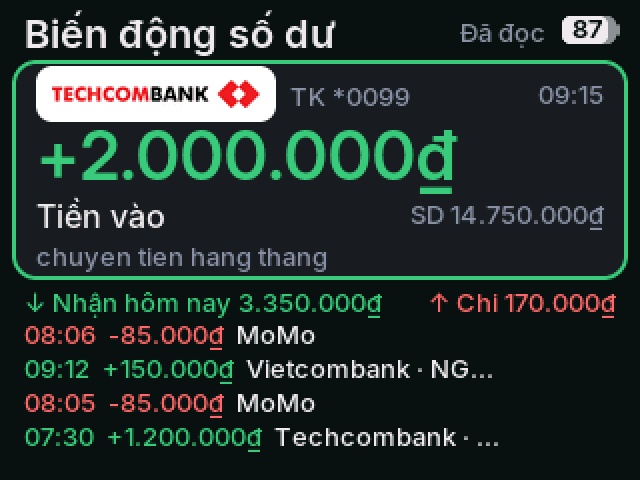 Biến động số dư
Đã đọc 87
TECHCOMBANK TK *0099 09:15
+2.000.000₫
Tiền vào SD 14.750.000₫
chuyen tien hang thang
↓ Nhận hôm nay 3.350.000₫ ↑ Chi 170.000₫
08:06 -85.000₫ MoMo
09:12 +150.000₫ Vietcombank · NG...
08:05 -85.000₫ MoMo
07:30 +1.200.000₫ Techcombank · ...